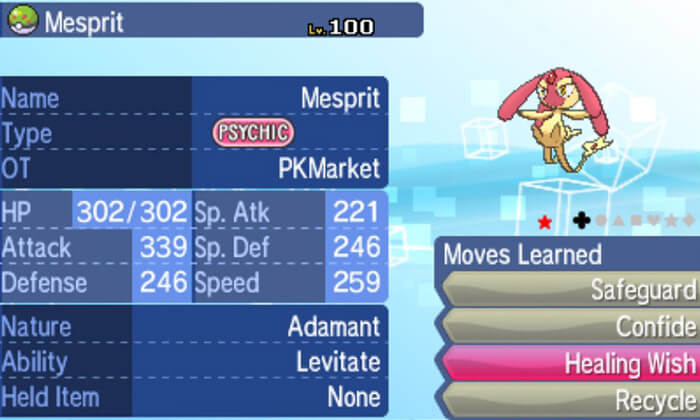 Mesprit
Lv. 100
Name Mesprit
Type PSYCHIC
OT PKMarket
HP 302/302 Sp. Atk 221
Attack 339 Sp. Def 246
Defense 246 Speed 259
Nature Adamant
Ability Levitate
Held Item None
Moves Learned
Safeguard
Confide
Healing Wish
Recycle